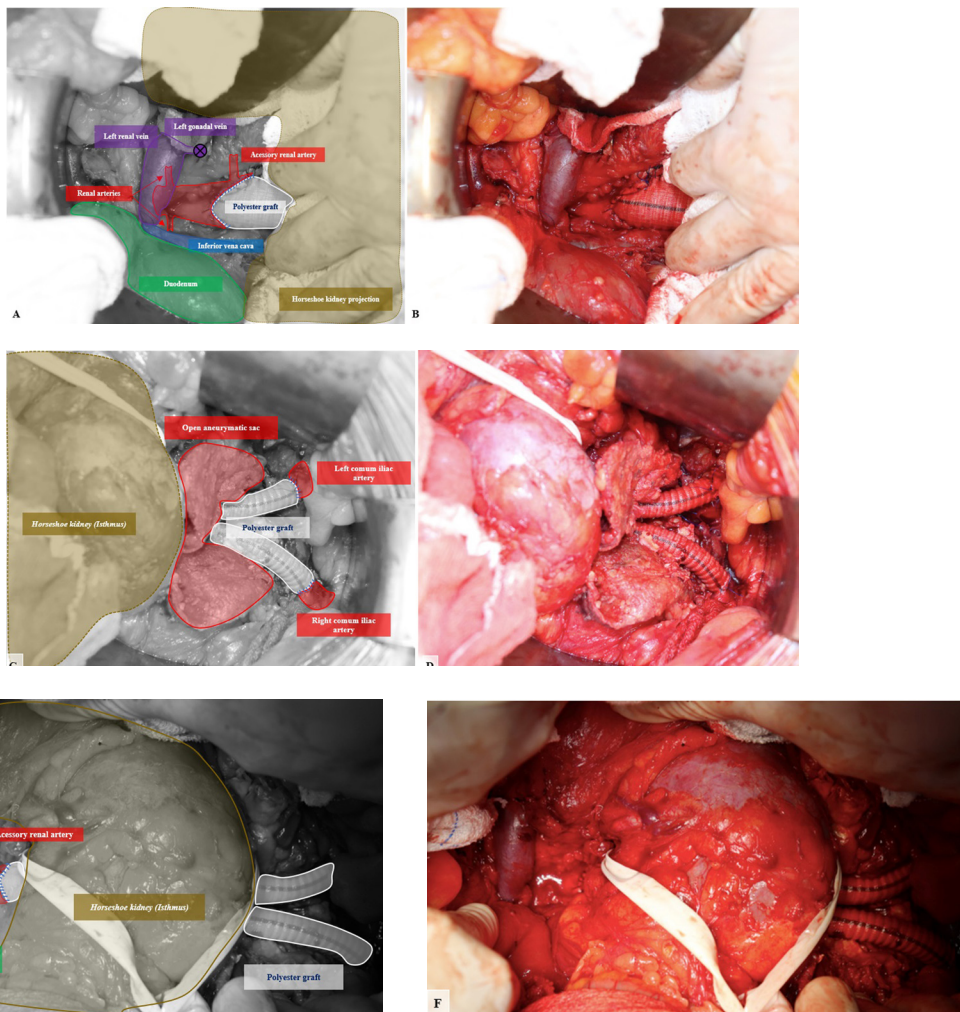 Left gonadal vein
Left renal vein
Acessory renal artery
Renal arteries
Polyester graft
Inferior vena cava
Duodenum
Horseshoe kidney projection
A
B
Open aneurymatic sac
Left comum iliac
artery
Horseshoe kidney (Isthmus)
Polyester graft
Right comum iliac
artery
C
D
cessory renal artery
Horseshoe kidney (Isthmus)
Polyester graft
F